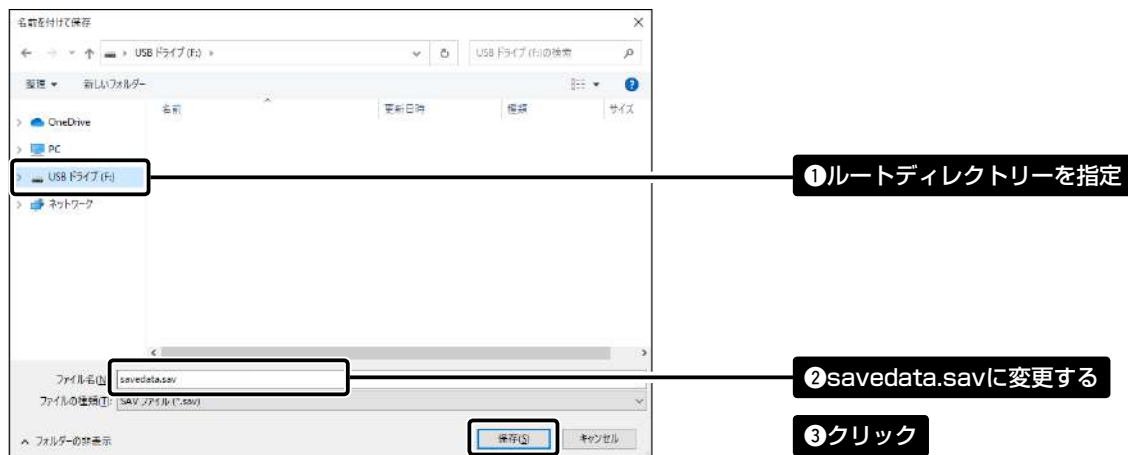 名前を付けて保存
USB ドライブ (F:)
USB ドライブ (F:)の検索
整理
新しいフォルダー
名前
更新日時
種類
サイズ
OneDrive
PC
USB ドライブ (F:)
❶ルートディレクトリーを指定
ネットワーク
ファイル名(N
savedata.sav
❷savedata.savに変更する
ファイルの種類(T):
SAV ファイル (*.sav)
フォルダーの非表示
保存(S)
キャンセル
❸クリック